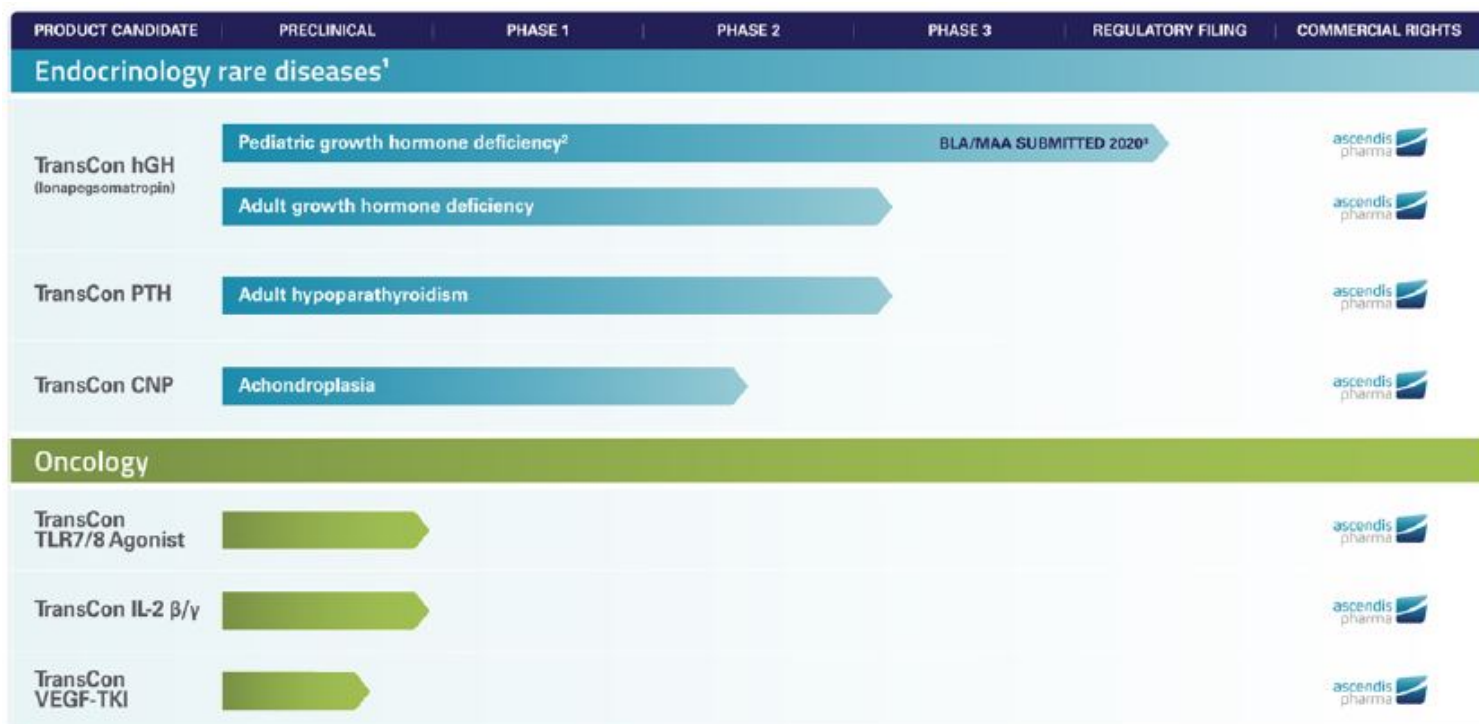 PRODUCT CANDIDATE PRECLINICAL PHASE 1 PHASE 2 PHASE 3 REGULATORY FILING COMMERCIAL RIGHTS
Endocrinology rare diseases¹
TransCon hGH
(lonapegsomatropin)
Pediatric growth hormone deficiency² BLA/MAA SUBMITTED 2020³
ascendis
pharma
Adult growth hormone deficiency
ascendis
pharma
TransCon PTH
Adult hypoparathyroidism
ascendis
pharma
TransCon CNP
Achondroplasia
ascendis
pharma
Oncology
TransCon
TLR7/8 Agonist
ascendis
pharma
TransCon IL-2 β/γ
ascendis
pharma
TransCon
VEGF-TKI
ascendis
pharma